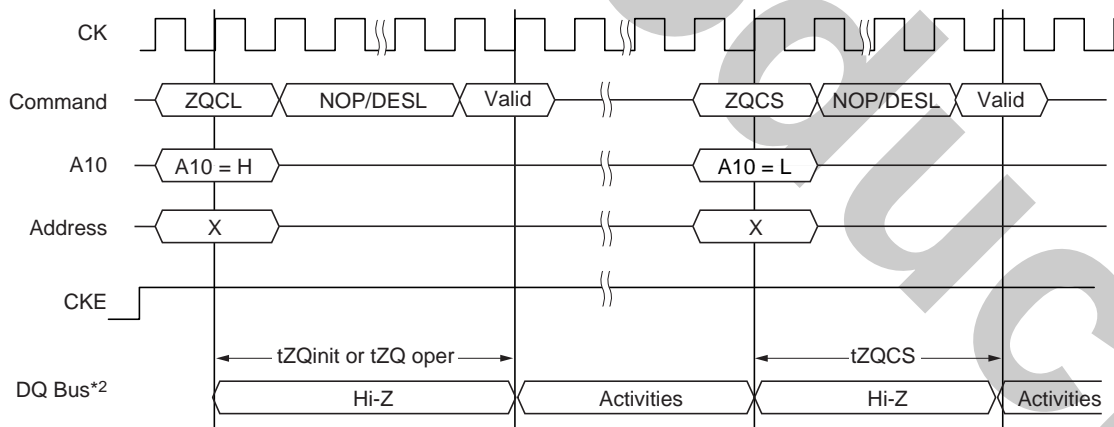 CK
Command ZQCL NOP/DESL Valid ZQCS NOP/DESL Valid
A10 A10 = H A10 = L
Address X X
CKE
tZQinit or tZQ oper tZQCS
DQ Bus*2 Hi-Z Activities Hi-Z Activities